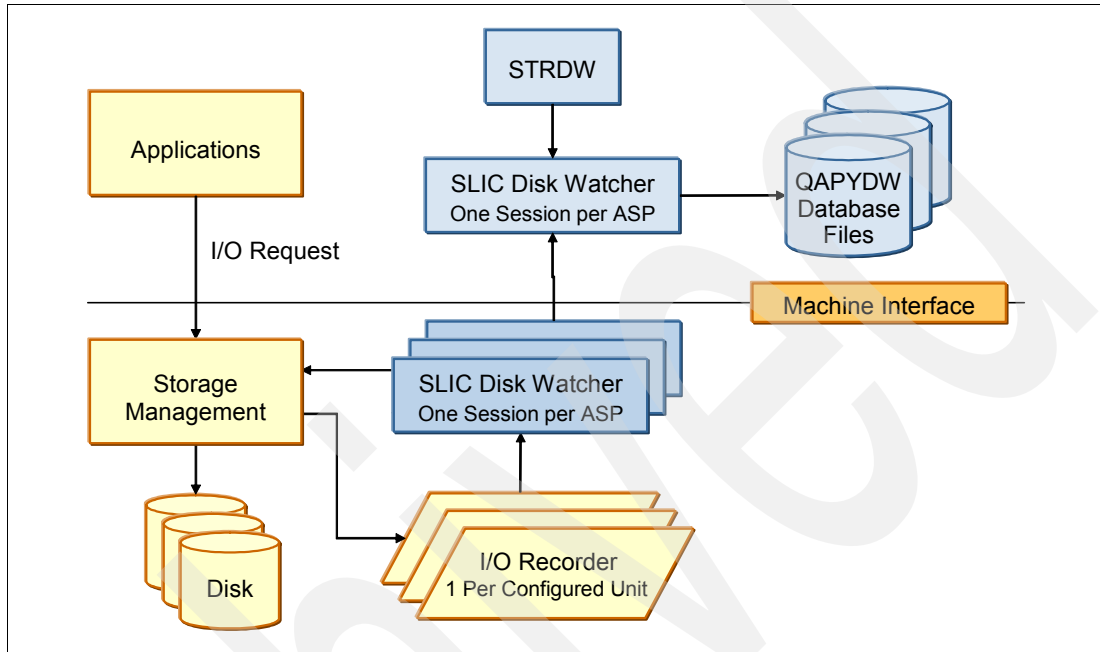 STRDW
Applications
SLIC Disk Watcher
One Session per ASP
QAPYDW
Database
Files
I/O Request
Machine Interface
Storage
Management
SLIC Disk Watcher
One Session per ASP
Disk
I/O Recorder
1 Per Configured Unit